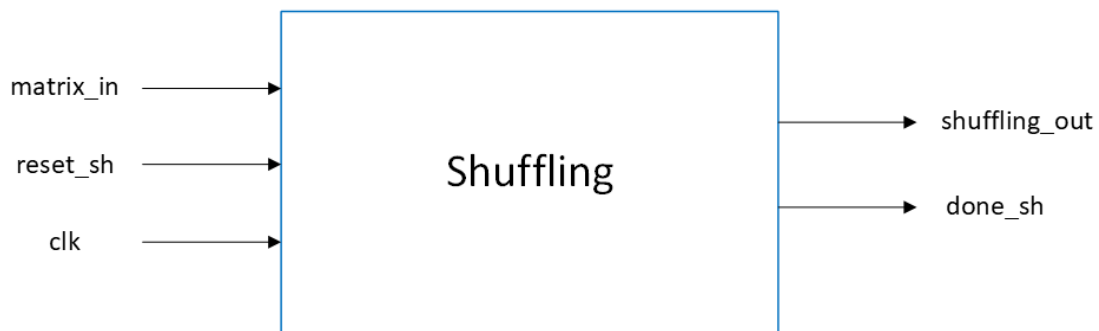 matrix_in
reset_sh
clk
Shuffling
shuffling_out
done_sh